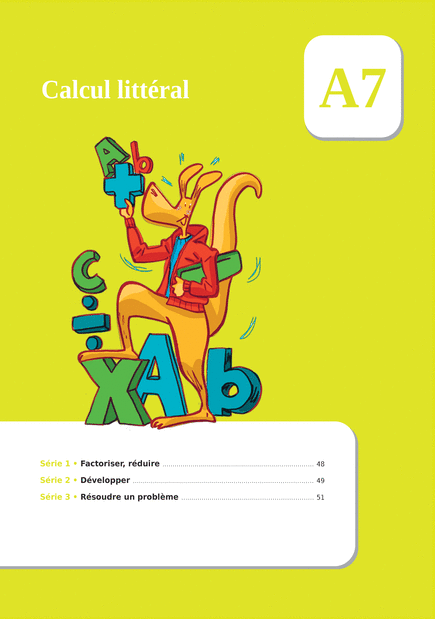 Calcul littéral
A7
A b
+
C
÷
X A b
Série 1 • Factoriser, réduire ........ 48
Série 2 • Développer ........ 49
Série 3 • Résoudre un problème ........ 51